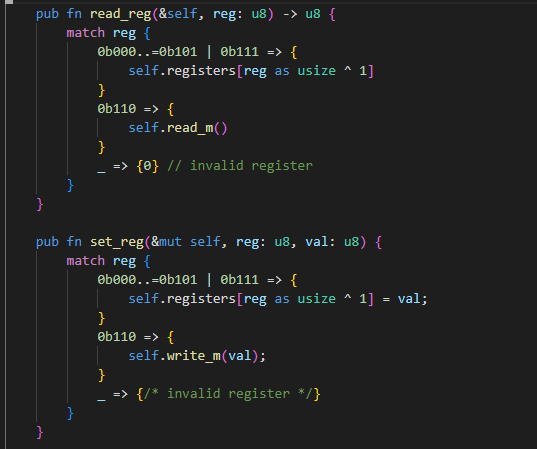 pub fn read_reg(&self, reg: u8) -> u8 {
match reg {
0b000..=0b101 | 0b111 => {
self.registers[reg as usize ^ 1]
}
0b110 => {
self.read_m()
}
_ => {0} // invalid register
}
}
pub fn set_reg(&mut self, reg: u8, val: u8) {
match reg {
0b000..=0b101 | 0b111 => {
self.registers[reg as usize ^ 1] = val;
}
0b110 => {
self.write_m(val);
}
_ => {/* invalid register */}
}
}